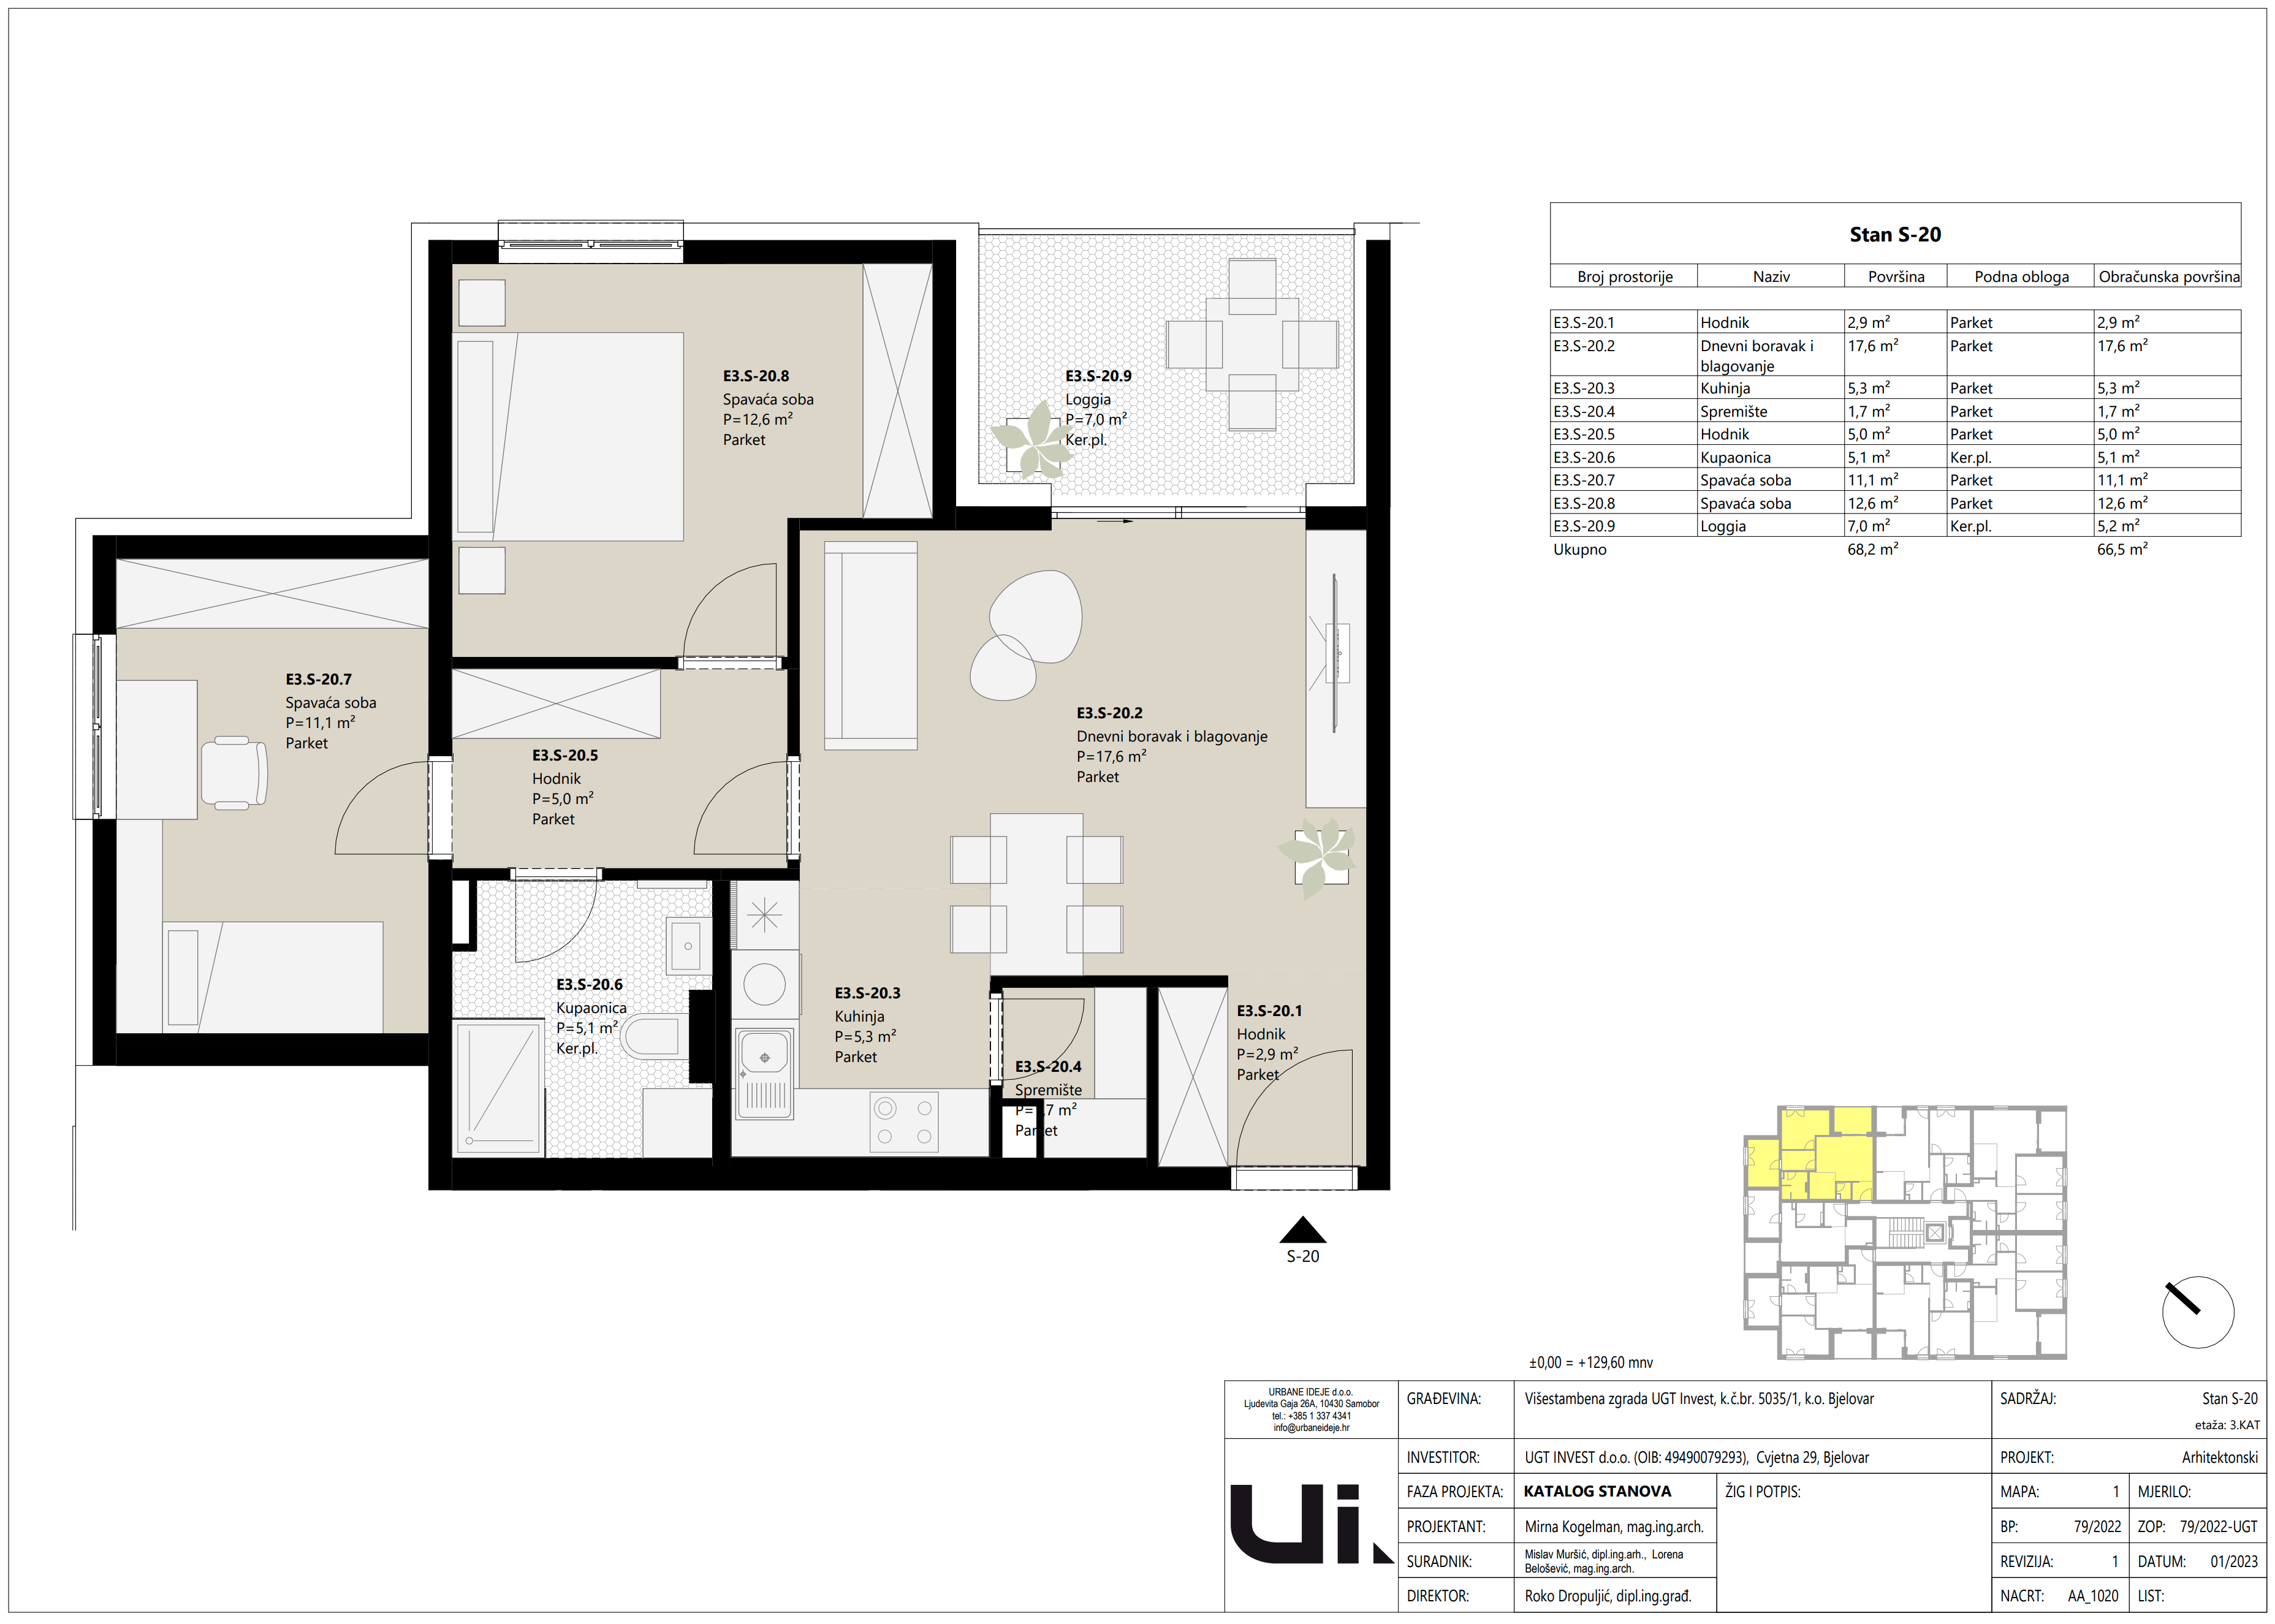 Stan S-20
Broj prostorije Naziv Površina Podna obloga Obračunska površina
E3.S-20.1 Hodnik 2,9 m² Parket 2,9 m²
E3.S-20.2 Dnevni boravak i blagovanje 17,6 m² Parket 17,6 m²
E3.S-20.3 Kuhinja 5,3 m² Parket 5,3 m²
E3.S-20.4 Spremište 1,7 m² Parket 1,7 m²
E3.S-20.5 Hodnik 5,0 m² Parket 5,0 m²
E3.S-20.6 Kupaonica 5,1 m² Ker.pl. 5,1 m²
E3.S-20.7 Spavaća soba 11,1 m² Parket 11,1 m²
E3.S-20.8 Spavaća soba 12,6 m² Parket 12,6 m²
E3.S-20.9 Loggia 7,0 m² Ker.pl. 5,2 m²
Ukupno 68,2 m² 66,5 m²
E3.S-20.8
Spavaća soba
P=12,6 m²
Parket
E3.S-20.9
Loggia
P=7,0 m²
Ker.pl.
E3.S-20.7
Spavaća soba
P=11,1 m²
Parket
E3.S-20.5
Hodnik
P=5,0 m²
Parket
E3.S-20.2
Dnevni boravak i blagovanje
P=17,6 m²
Parket
E3.S-20.6
Kupaonica
P=5,1 m²
Ker.pl.
E3.S-20.3
Kuhinja
P=5,3 m²
Parket
E3.S-20.4
Spremište
P=1,7 m²
Parket
E3.S-20.1
Hodnik
P=2,9 m²
Parket
S-20
±0,00 = +129,60 mnv
URBANE IDEJE d.o.o.
Ljudevita Gaja 26A, 10430 Samobor
tel.: +385 1 337 4341
info@urbaneideje.hr
ui
GRAĐEVINA: Višestambena zgrada UGT Invest, k.č.br. 5035/1, k.o. Bjelovar
INVESTITOR: UGT INVEST d.o.o. (OIB: 49490079293), Cvjetna 29, Bjelovar
FAZA PROJEKTA: KATALOG STANOVA
ŽIG I POTPIS:
PROJEKTANT: Mirna Kogelman, mag.ing.arch.
SURADNIK: Mislav Muršić, dipl.ing.arh., Lorena
Belošević, mag.ing.arch.
DIREKTOR: Roko Dropuljić, dipl.ing.građ.
SADRŽAJ: Stan S-20
etaža: 3.KAT
PROJEKT: Arhitektonski
MAPA: 1 MJERILO:
BP: 79/2022 ZOP: 79/2022-UGT
REVIZIJA: 1 DATUM: 01/2023
NACRT: AA_1020 LIST: